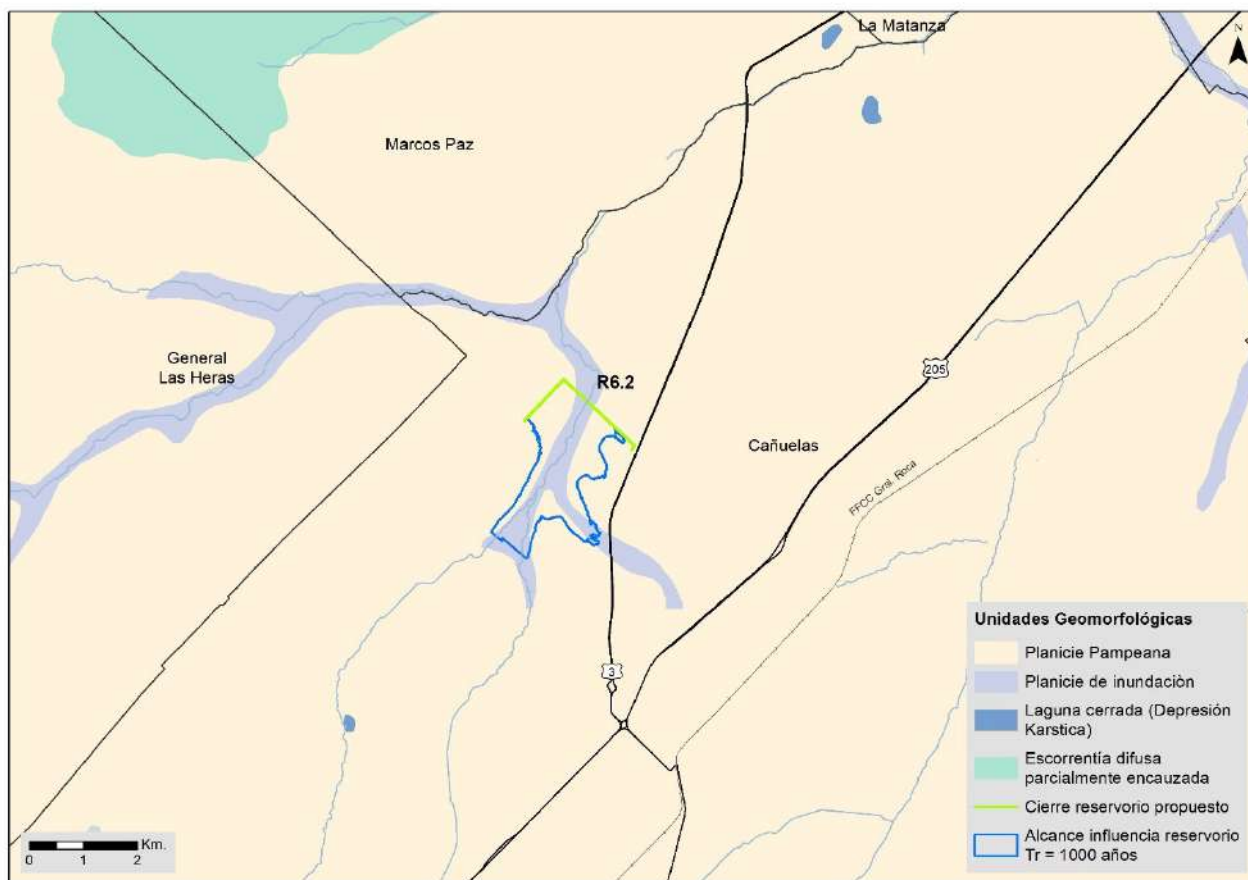 La Matanza
N
Marcos Paz
General
Las Heras
R6.2
205
Cañuelas
FFCC Gral. Roca
3
Unidades Geomorfológicas
Planicie Pampeana
Planicie de inundaciòn
Laguna cerrada (Depresión
Karstica)
Escorrentía difusa
parcialmente encauzada
Cierre reservorio propuesto
Alcance influencia reservorio
Tr = 1000 años
Km.
0 1 2